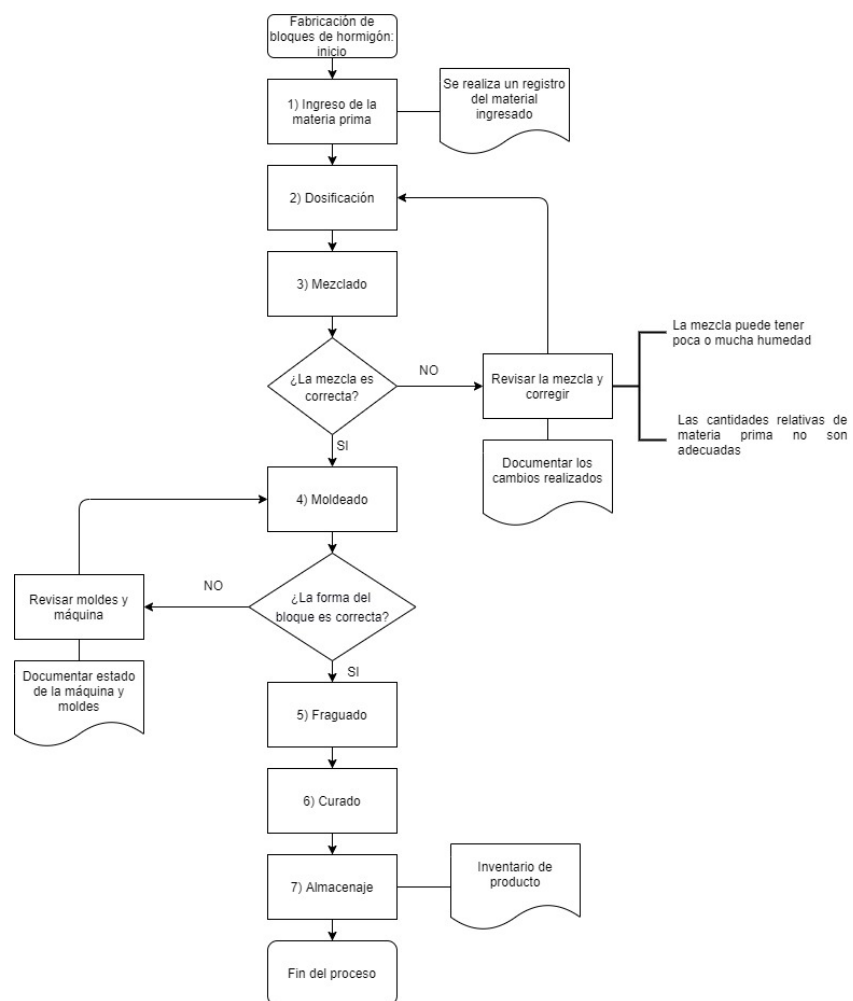 Fabricación de
bloques de hormigón:
inicio
1) Ingreso de la
materia prima
Se realiza un registro
del material
ingresado
2) Dosificación
3) Mezclado
¿La mezcla es
correcta?
NO
Revisar la mezcla y
corregir
La mezcla puede tener
poca o mucha humedad
Las cantidades relativas de
materia prima no son
adecuadas
Documentar los
cambios realizados
SI
4) Moldeado
¿La forma del
bloque es correcta?
NO
Revisar moldes y
máquina
Documentar estado
de la máquina y
moldes
SI
5) Fraguado
6) Curado
7) Almacenaje
Inventario de
producto
Fin del proceso